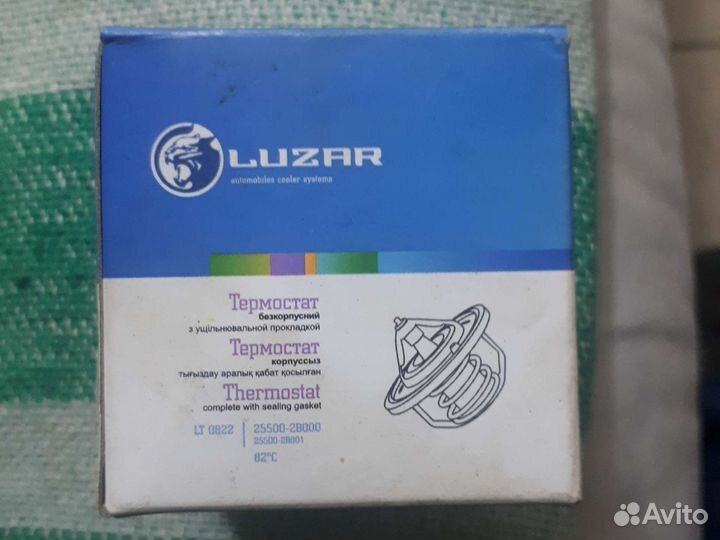 LUZAR
automobiles cooler systems
Термостат
безкорпусний
з ущільнювальной прокладкой
Термостат
корпуссыз
тығыздау аралық қабат қосылған
Thermostat
complete with sealing gasket
LT 0822 25500-2B000
25500-2B001
82°C
Avito